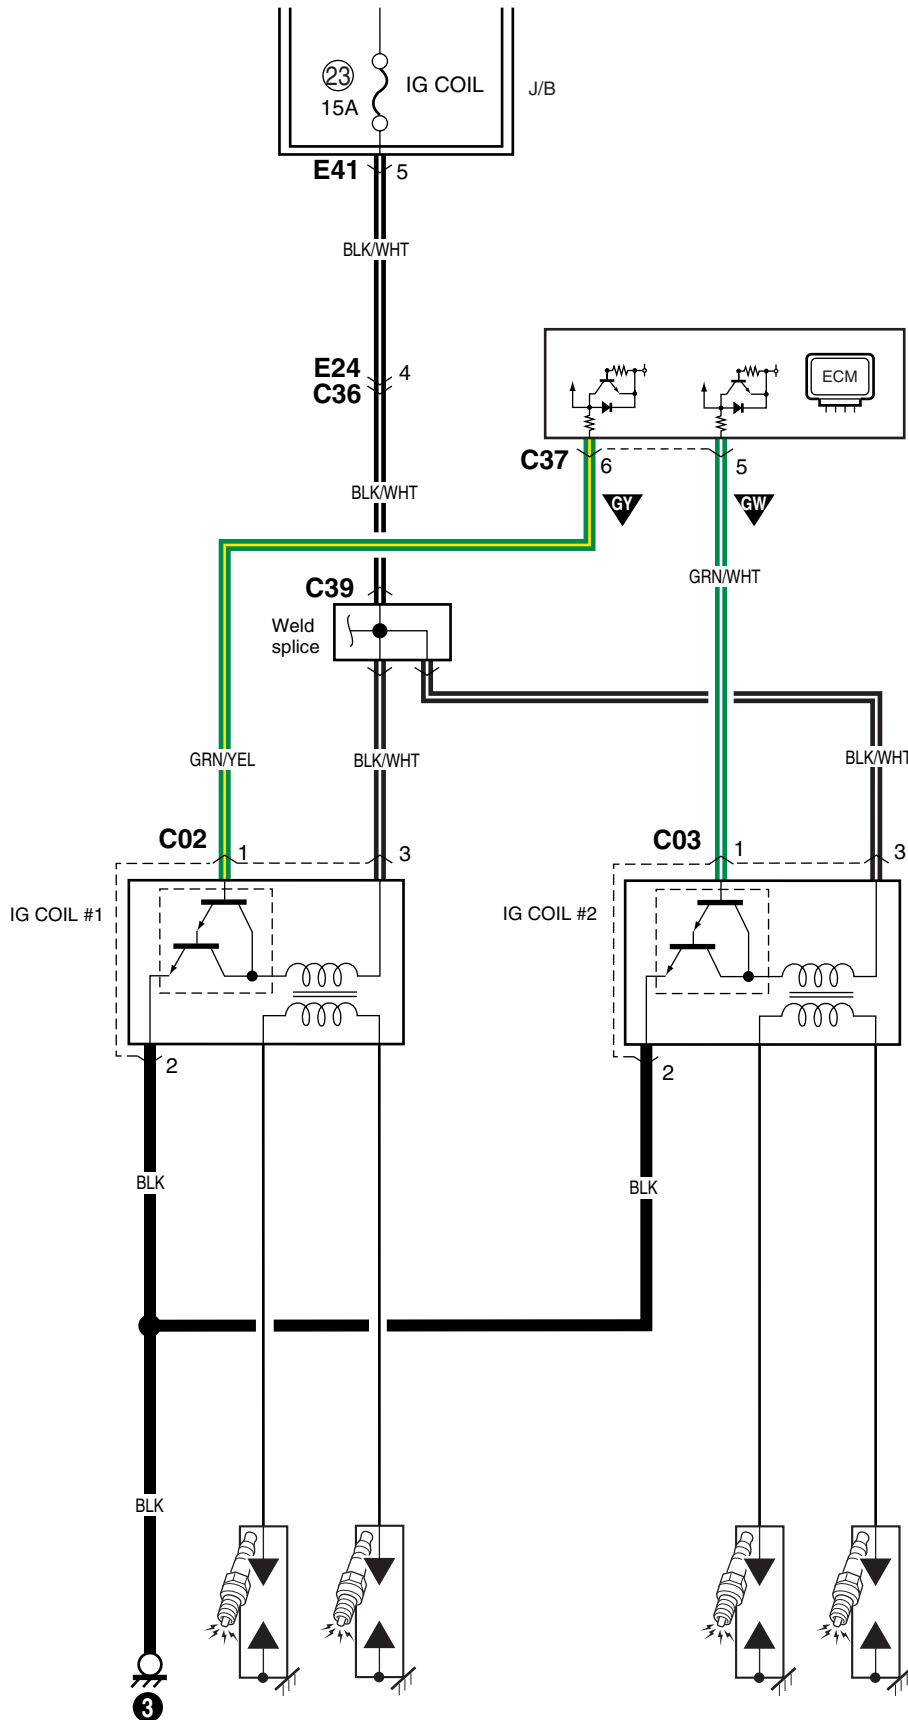 23
15A
IG COIL
J/B
E41
5
BLK/WHT
E24
4
C36
ECM
C37
6
5
BLK/WHT
GY
GW
GRN/WHT
C39
Weld
splice
GRN/YEL
BLK/WHT
BLK/WHT
C02
1
3
C03
1
3
IG COIL #1
IG COIL #2
2
2
BLK
BLK
BLK
3